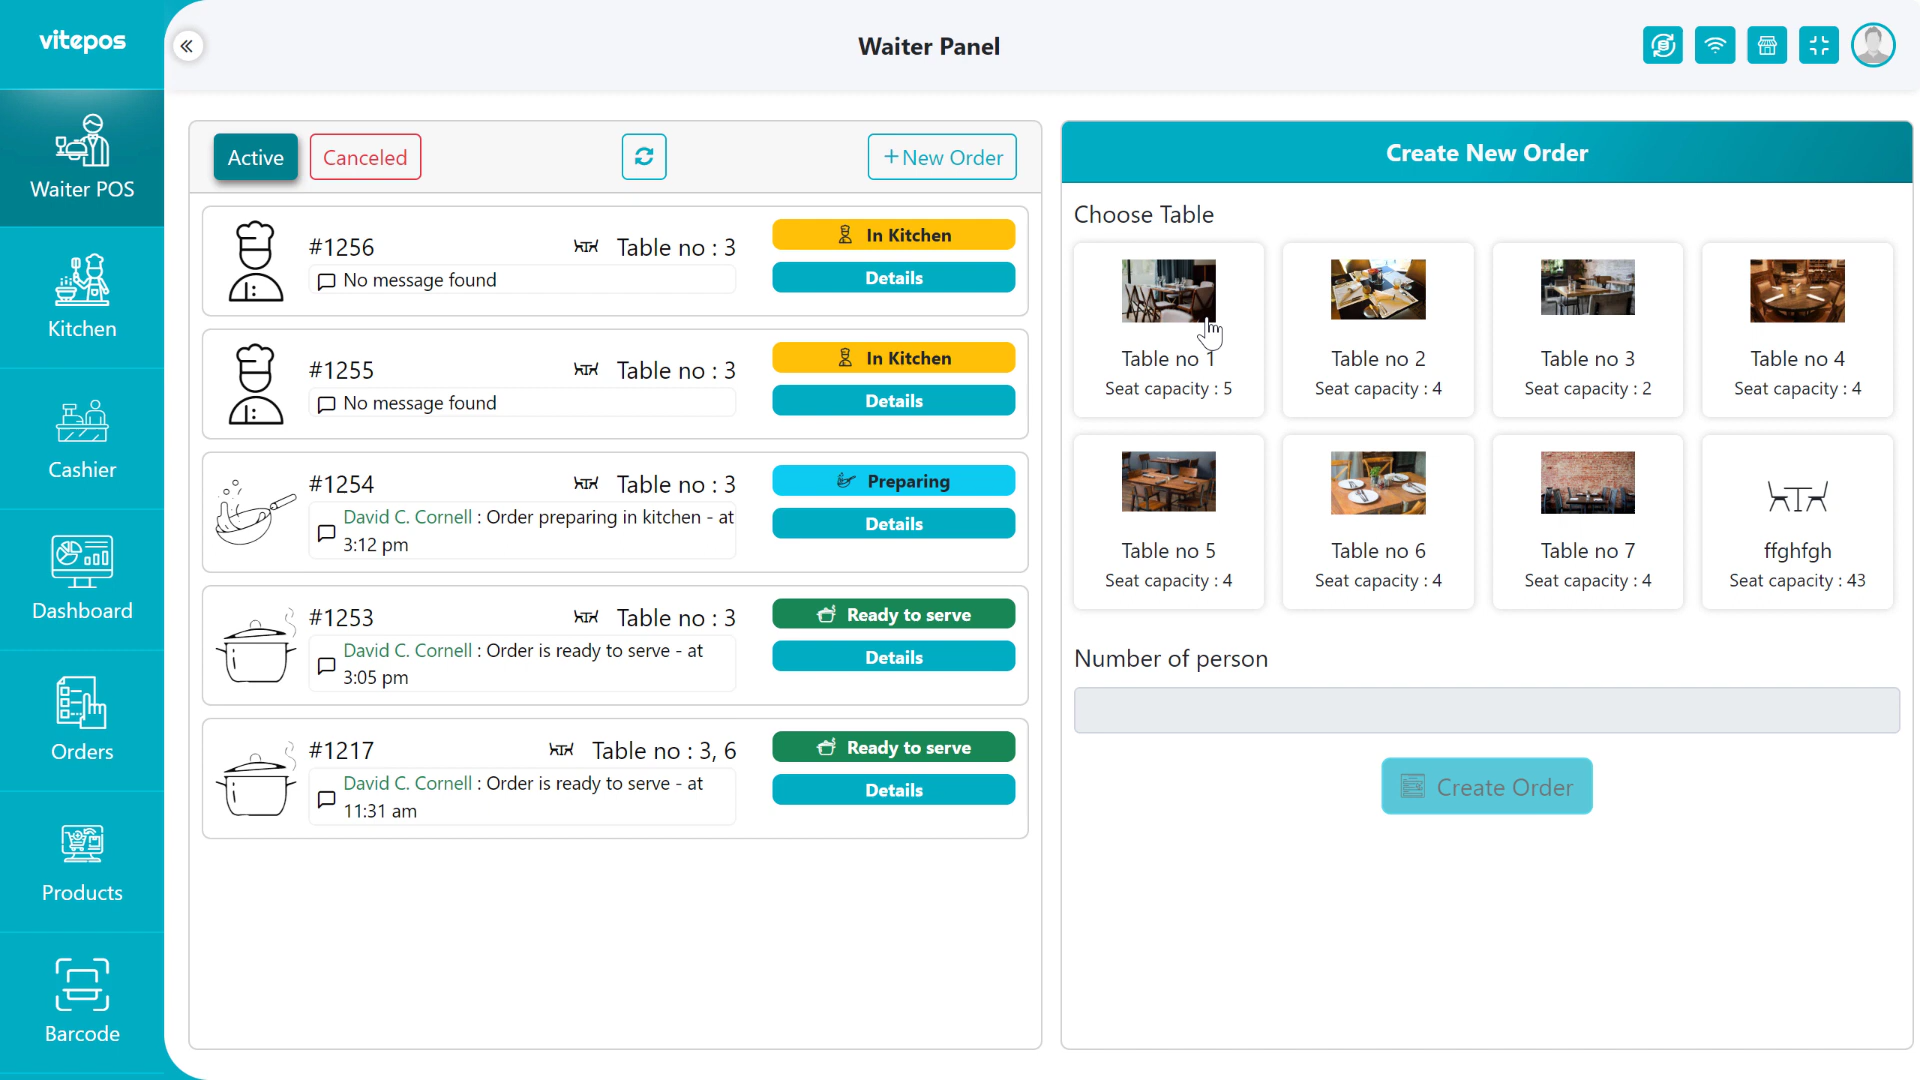 vitepos
Waiter Panel
Waiter POS
Kitchen
Cashier
Dashboard
Orders
Products
Barcode
Active
Canceled
+ New Order
#1256
Table no : 3
In Kitchen
No message found
Details
#1255
Table no : 3
In Kitchen
No message found
Details
#1254
Table no : 3
Preparing
David C. Cornell : Order preparing in kitchen - at
3:12 pm
Details
#1253
Table no : 3
Ready to serve
David C. Cornell : Order is ready to serve - at
3:05 pm
Details
#1217
Table no : 3, 6
Ready to serve
David C. Cornell : Order is ready to serve - at
11:31 am
Details
Create New Order
Choose Table
Table no 1
Seat capacity : 5
Table no 2
Seat capacity : 4
Table no 3
Seat capacity : 2
Table no 4
Seat capacity : 4
Table no 5
Seat capacity : 4
Table no 6
Seat capacity : 4
Table no 7
Seat capacity : 4
ffghfgh
Seat capacity : 43
Number of person
Create Order